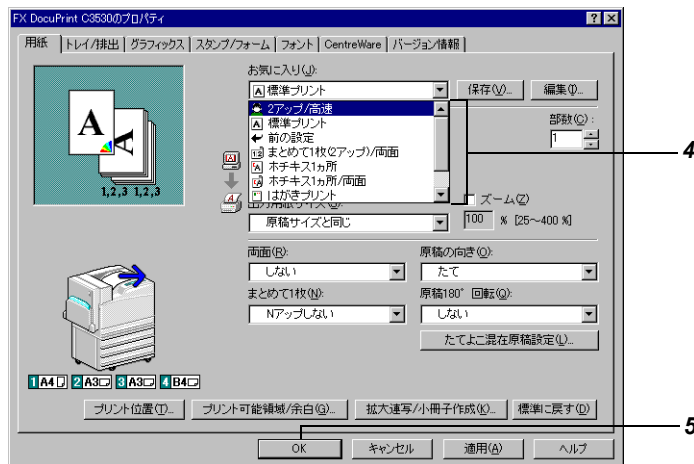 FX DocuPrint C3530のプロパティ
用紙 トレイ/排出 グラフィックス スタンプ/フォーム フォント CentreWare バージョン情報
お気に入り(J):
標準プリント 保存(V)... 編集(I)...
2アップ/高速
標準プリント
前の設定
まとめて1枚(2アップ)/両面
ホチキス1ヵ所
ホチキス1ヵ所/両面
はがきプリント
部数(C):
1
4
A A
1,2,3 1,2,3
出力用紙サイズ
ズーム(Z)
原稿サイズと同じ 100 % [25~400 %]
両面(R): 原稿の向き(O):
しない たて
まとめて1枚(N): 原稿180° 回転(Q):
Nアップしない しない
たてよこ混在原稿設定(L)...
1 A4 2 A3 3 A3 4 B4
プリント位置(T)... プリント可能領域/余白(G)... 拡大連写/小冊子作成(K)... 標準に戻す(D)
5
OK キャンセル 適用(A) ヘルプ